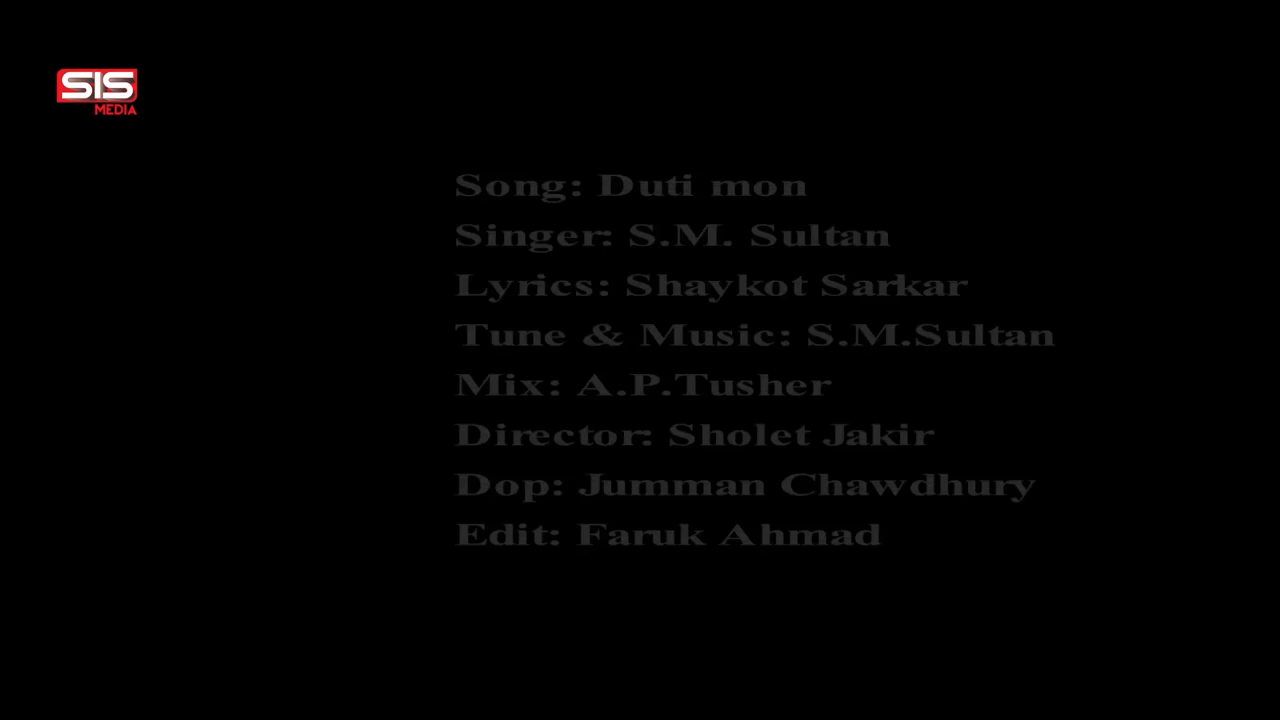 SIS
MEDIA
Song: Duti mon
Singer: S.M. Sultan
Lyrics: Shaykot Sarkar
Tune & Music: S.M.Sultan
Mix: A.P.Tusher
Director: Sholet Jakir
Dop: Jumman Chawdhury
Edit: Faruk Ahmad